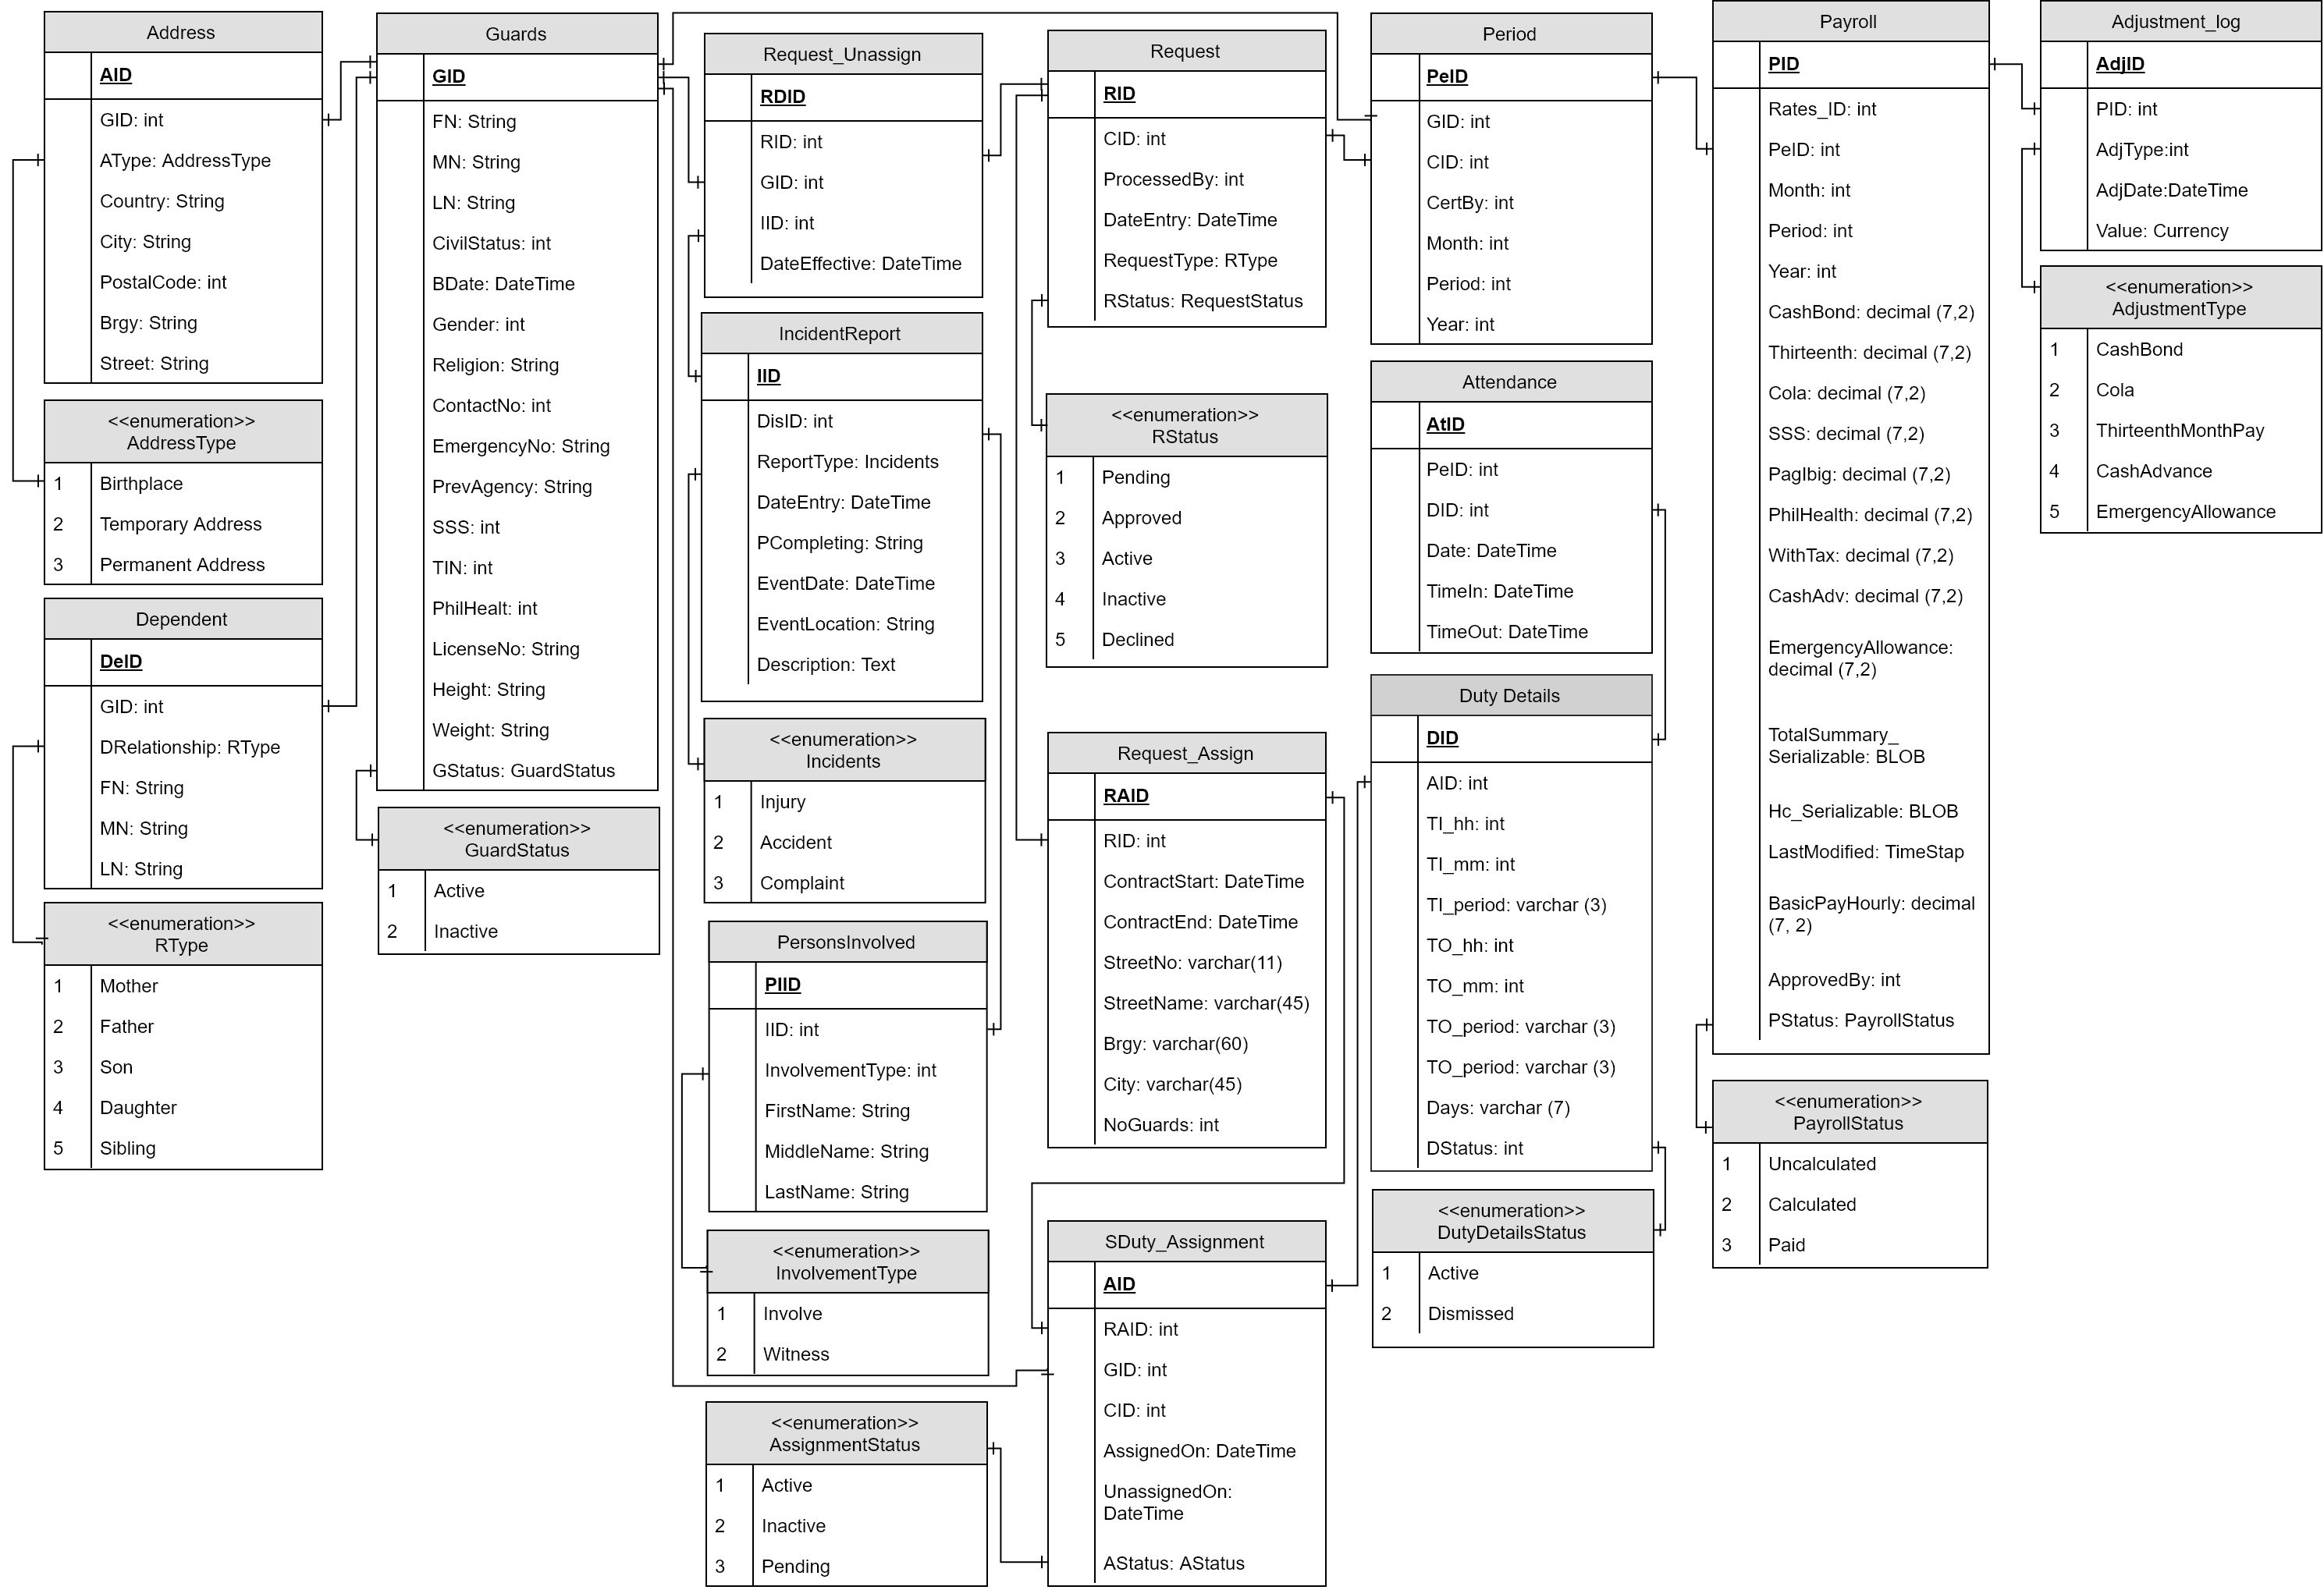 Address
AID
GID: int
AType: AddressType
Country: String
City: String
PostalCode: int
Brgy: String
Street: String
<<enumeration>>
AddressType
1 Birthplace
2 Temporary Address
3 Permanent Address
Dependent
DeID
GID: int
DRelationship: RType
FN: String
MN: String
LN: String
<<enumeration>>
RType
1 Mother
2 Father
3 Son
4 Daughter
5 Sibling
Guards
GID
FN: String
MN: String
LN: String
CivilStatus: int
BDate: DateTime
Gender: int
Religion: String
ContactNo: int
EmergencyNo: String
PrevAgency: String
SSS: int
TIN: int
PhilHealt: int
LicenseNo: String
Height: String
Weight: String
GStatus: GuardStatus
<<enumeration>>
GuardStatus
1 Active
2 Inactive
Request_Unassign
RDID
RID: int
GID: int
IID: int
DateEffective: DateTime
IncidentReport
IID
DisID: int
ReportType: Incidents
DateEntry: DateTime
PCompleting: String
EventDate: DateTime
EventLocation: String
Description: Text
<<enumeration>>
Incidents
1 Injury
2 Accident
3 Complaint
PersonsInvolved
PIID
IID: int
InvolvementType: int
FirstName: String
MiddleName: String
LastName: String
<<enumeration>>
InvolvementType
1 Involve
2 Witness
<<enumeration>>
AssignmentStatus
1 Active
2 Inactive
3 Pending
Request
RID
CID: int
ProcessedBy: int
DateEntry: DateTime
RequestType: RType
RStatus: RequestStatus
<<enumeration>>
RStatus
1 Pending
2 Approved
3 Active
4 Inactive
5 Declined
Request_Assign
RAID
RID: int
ContractStart: DateTime
ContractEnd: DateTime
StreetNo: varchar(11)
StreetName: varchar(45)
Brgy: varchar(60)
City: varchar(45)
NoGuards: int
SDuty_Assignment
AID
RAID: int
GID: int
CID: int
AssignedOn: DateTime
UnassignedOn:
DateTime
AStatus: AStatus
Period
PeID
GID: int
CID: int
CertBy: int
Month: int
Period: int
Year: int
Attendance
AtID
PeID: int
DID: int
Date: DateTime
TimeIn: DateTime
TimeOut: DateTime
Duty Details
DID
AID: int
TI_hh: int
TI_mm: int
TI_period: varchar (3)
TO_hh: int
TO_mm: int
TO_period: varchar (3)
TO_period: varchar (3)
Days: varchar (7)
DStatus: int
<<enumeration>>
DutyDetailsStatus
1 Active
2 Dismissed
Payroll
PID
Rates_ID: int
PeID: int
Month: int
Period: int
Year: int
CashBond: decimal (7,2)
Thirteenth: decimal (7,2)
Cola: decimal (7,2)
SSS: decimal (7,2)
PagIbig: decimal (7,2)
PhilHealth: decimal (7,2)
WithTax: decimal (7,2)
CashAdv: decimal (7,2)
EmergencyAllowance:
decimal (7,2)
TotalSummary_
Serializable: BLOB
Hc_Serializable: BLOB
LastModified: TimeStap
BasicPayHourly: decimal
(7, 2)
ApprovedBy: int
PStatus: PayrollStatus
<<enumeration>>
PayrollStatus
1 Uncalculated
2 Calculated
3 Paid
Adjustment_log
AdjID
PID: int
AdjType:int
AdjDate:DateTime
Value: Currency
<<enumeration>>
AdjustmentType
1 CashBond
2 Cola
3 ThirteenthMonthPay
4 CashAdvance
5 EmergencyAllowance